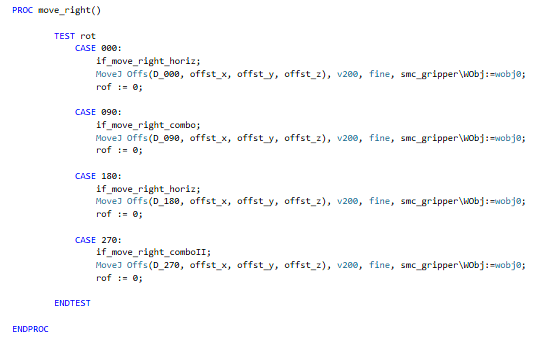 PROC move_right()
TEST rot
CASE 000:
if_move_right_horiz;
MoveJ Offs(D_000, offst_x, offst_y, offst_z), v200, fine, smc_gripper\WObj:=wobj0;
rof := 0;
CASE 090:
if_move_right_combo;
MoveJ Offs(D_090, offst_x, offst_y, offst_z), v200, fine, smc_gripper\WObj:=wobj0;
rof := 0;
CASE 180:
if_move_right_horiz;
MoveJ Offs(D_180, offst_x, offst_y, offst_z), v200, fine, smc_gripper\WObj:=wobj0;
rof := 0;
CASE 270:
if_move_right_comboII;
MoveJ Offs(D_270, offst_x, offst_y, offst_z), v200, fine, smc_gripper\WObj:=wobj0;
rof := 0;
ENDTEST
ENDPROC